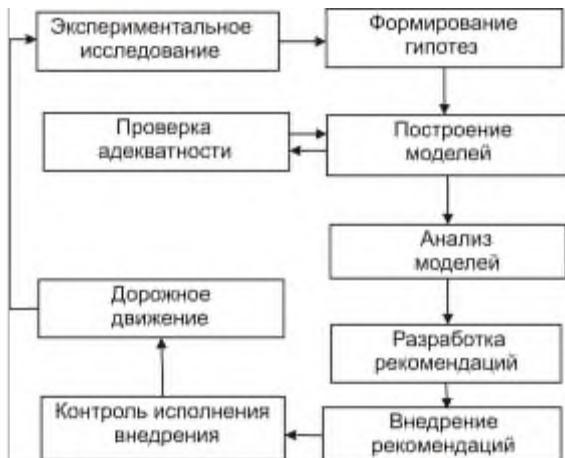 Экспериментальное
исследование
Формирование
гипотез
Проверка
адекватности
Построение
моделей
Анализ
моделей
Дорожное
движение
Разработка
рекомендаций
Контроль исполнения
внедрения
Внедрение
рекомендаций